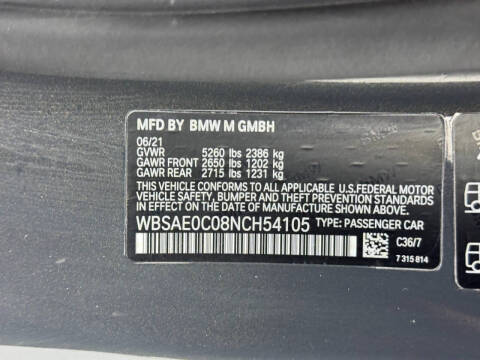 MFD BY BMW M GMBH
06/21
GVWR 5260 lbs 2386 kg
GAWR FRONT 2650 lbs 1202 kg
GAWR REAR 2715 lbs 1231 kg
THIS VEHICLE CONFORMS TO ALL APPLICABLE U.S.FEDERAL MOTOR
VEHICLE SAFETY, BUMPER AND THEFT PREVENTION STANDARDS
IN EFFECT ON THE DATE OF MANUFACTURE SHOWN ABOVE.
WBSAE0C08NCH54105 TYPE: PASSENGER CAR
C36/7
7 315 814